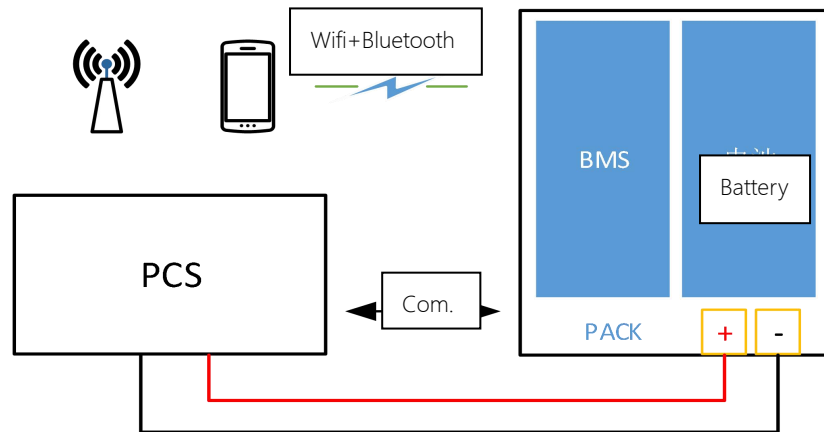 Wifi+Bluetooth
BMS
Battery
PCS
Com.
PACK
+
-